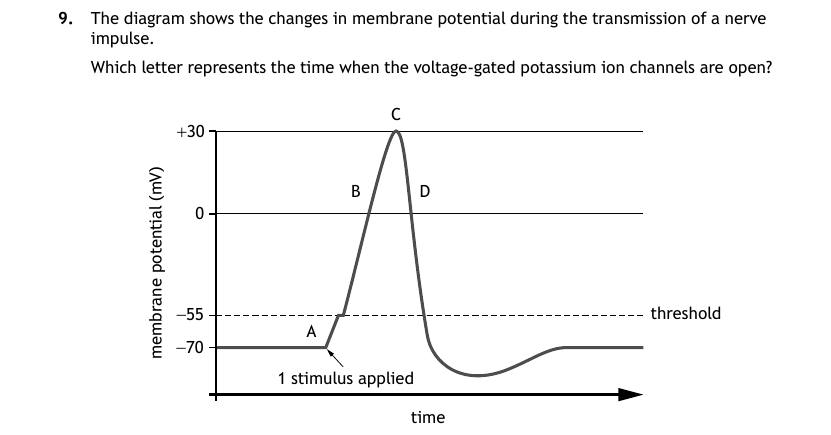 9. The diagram shows the changes in membrane potential during the transmission of a nerve
impulse.
Which letter represents the time when the voltage-gated potassium ion channels are open?
C
+30
B
D
0
membrane potential (mV)
−55
threshold
A
−70
1 stimulus applied
time